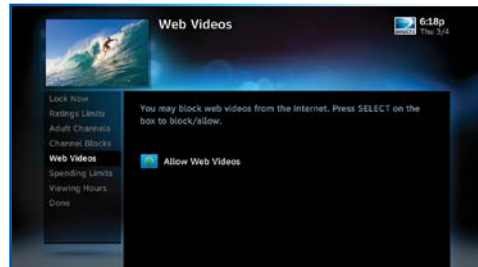 Web Videos
6:18p
DIRECTV Thu 3/4
Lock Now
Ratings Limits
Adult Channels
Channel Blocks
Web Videos
Spending Limits
Viewing Hours
Done
You may block web videos from the Internet. Press SELECT on the
box to block/allow.
Allow Web Videos